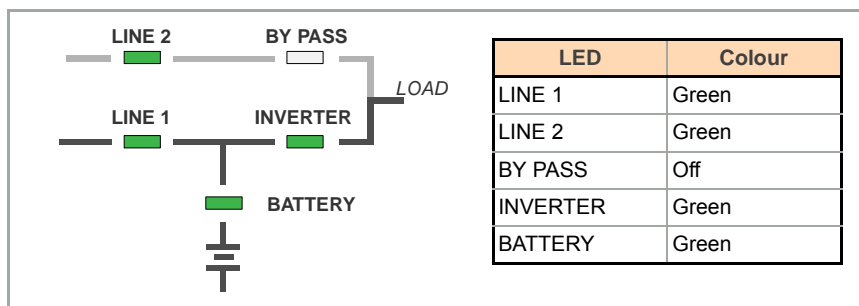 LINE 2 BY PASS
LOAD
LINE 1 INVERTER
BATTERY
LED Colour
LINE 1 Green
LINE 2 Green
BY PASS Off
INVERTER Green
BATTERY Green